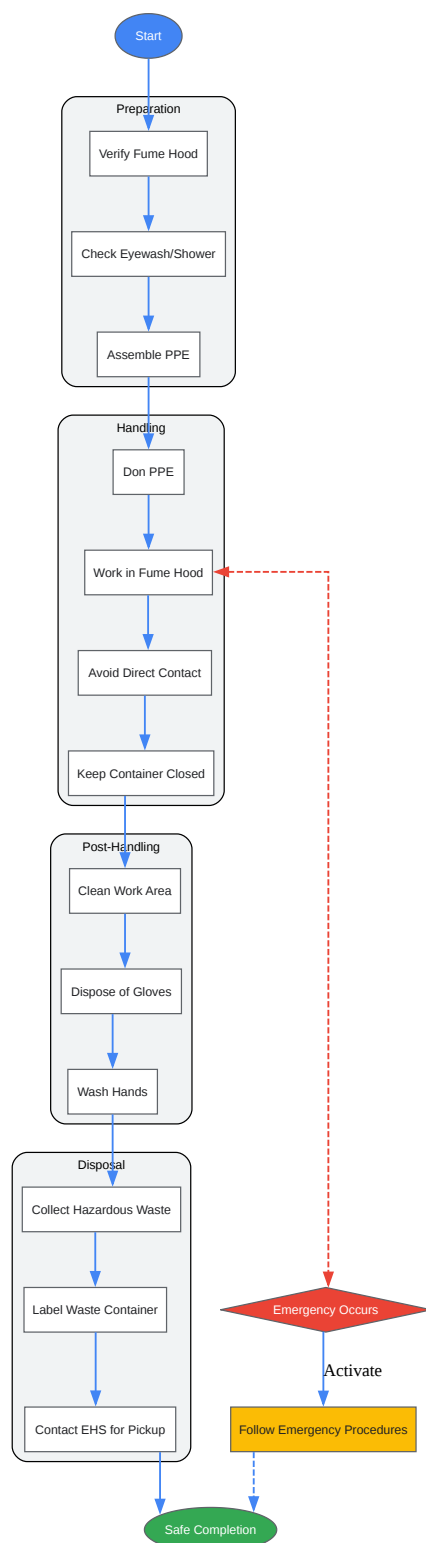 Start
Preparation
Verify Fume Hood
Check Eyewash/Shower
Assemble PPE
Handling
Don PPE
Work in Fume Hood
Avoid Direct Contact
Keep Container Closed
Post-Handling
Clean Work Area
Dispose of Gloves
Wash Hands
Disposal
Collect Hazardous Waste
Label Waste Container
Emergency Occurs
Activate
Contact EHS for Pickup
Follow Emergency Procedures
Safe Completion